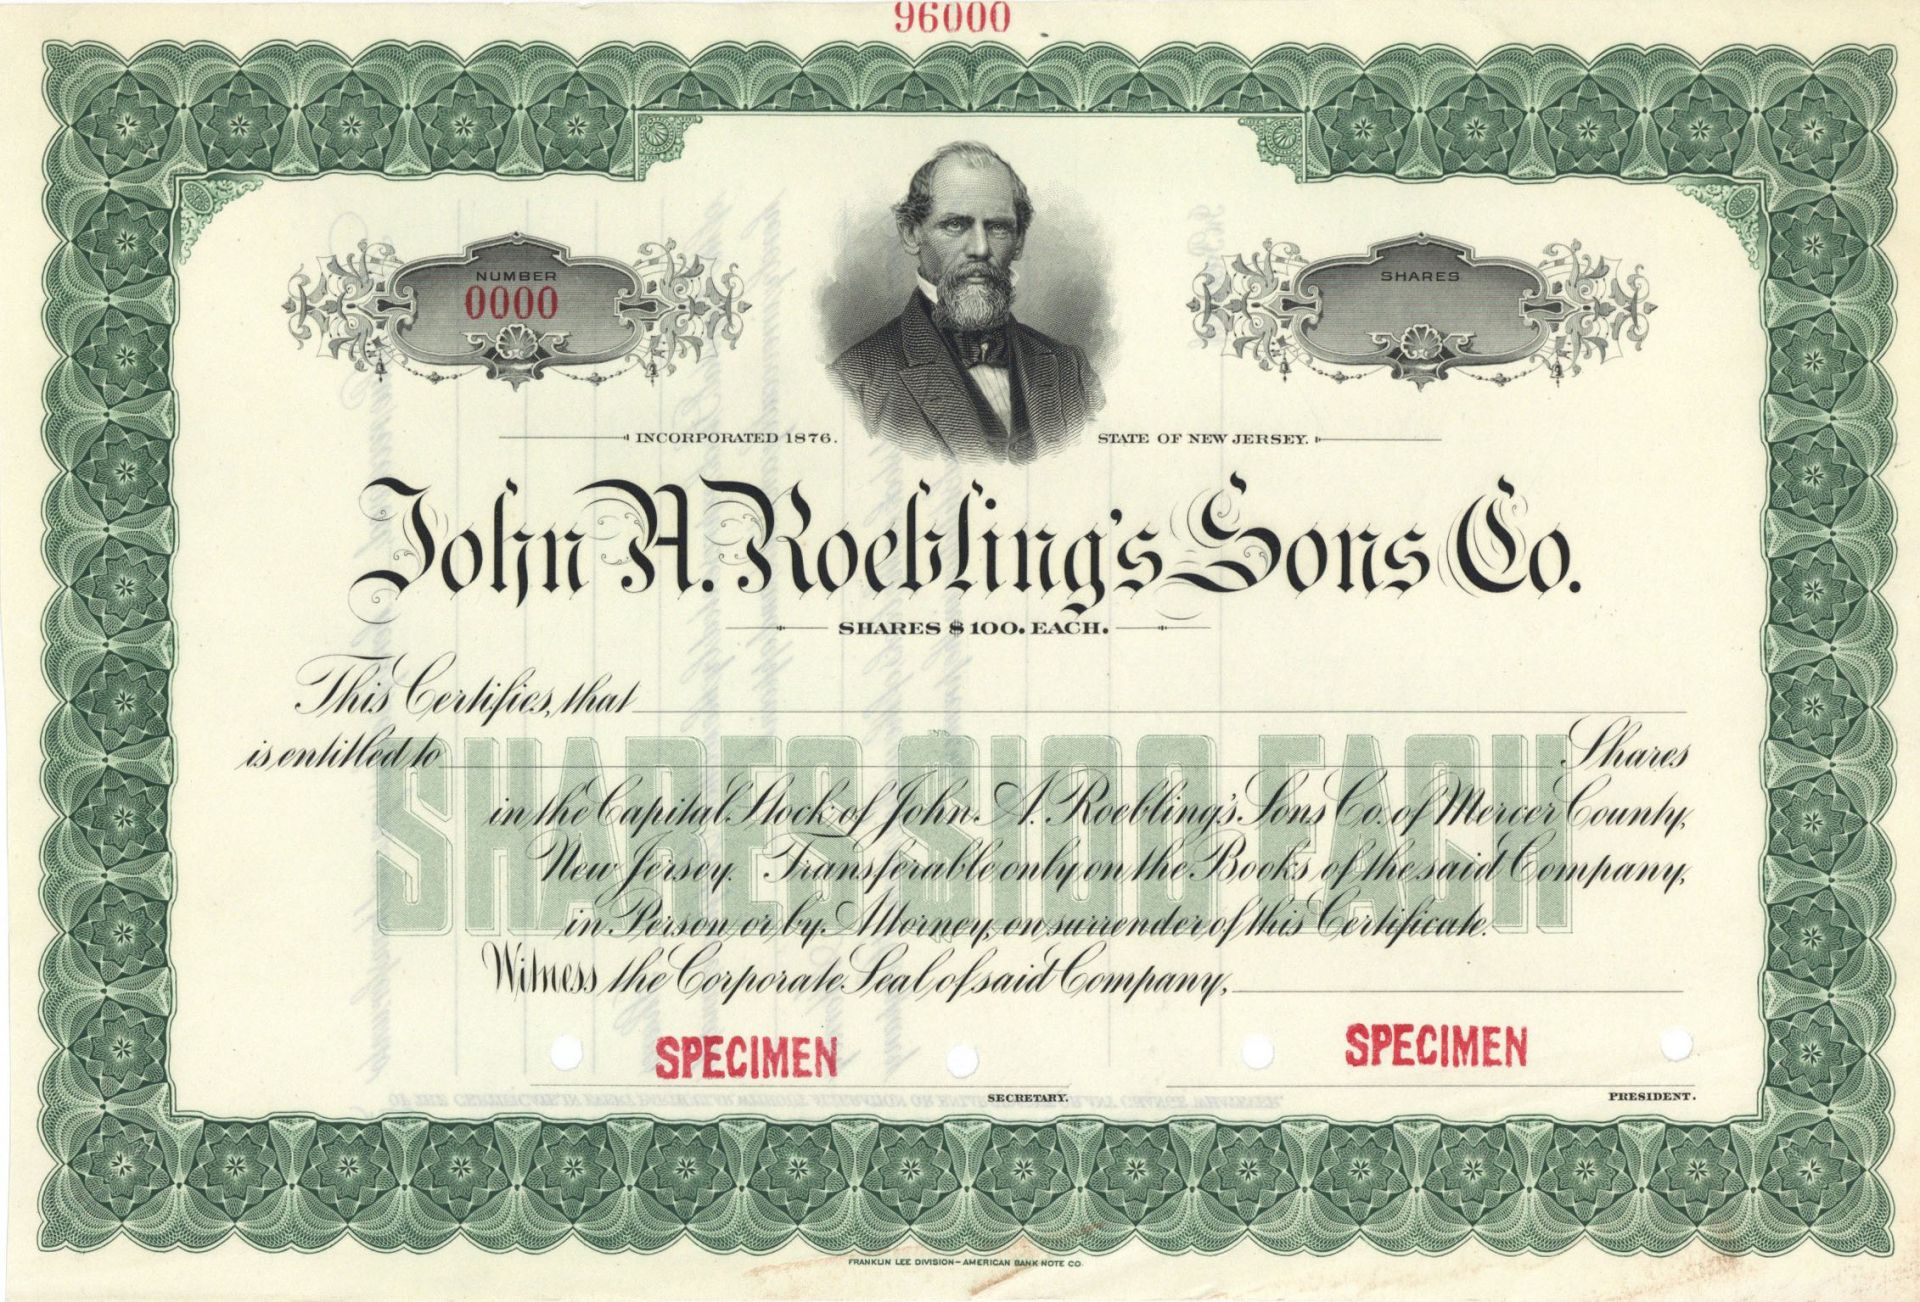 96000
NUMBER
0000
SHARES
INCORPORATED 1876.
STATE OF NEW JERSEY.
John A. Roebling's Sons Co.
SHARES $100. EACH.
This Certifies, that
is entitled to Shares
SHARES $100 EACH
in the Capital Stock of John A. Roebling's Sons Co. of Mercer County,
New Jersey. Transferable only on the Books of the said Company,
in Person or by Attorney, on surrender of this Certificate.
Witness the Corporate Seal of said Company,
SPECIMEN
SPECIMEN
SECRETARY.
PRESIDENT.
FRANKLIN LEE DIVISION—AMERICAN BANK NOTE CO.